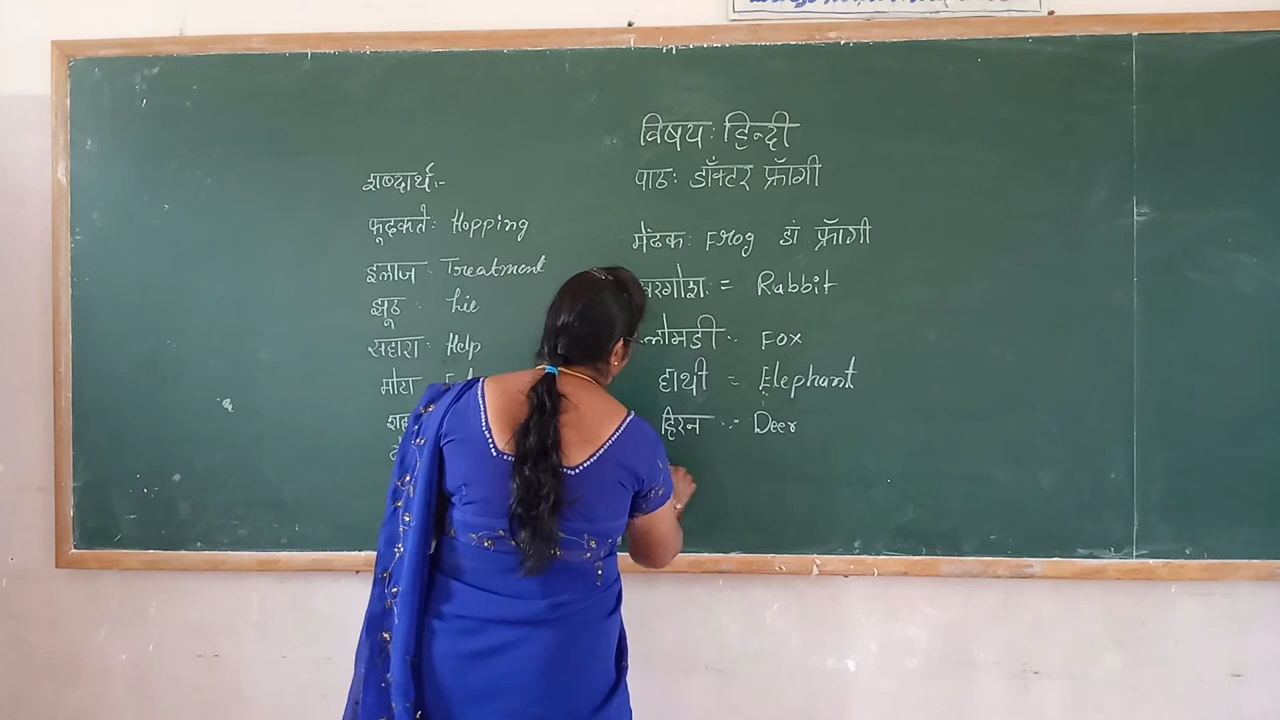 विषय: हिन्दी
पाठ: डॉक्टर फ्रॉगी
शब्दार्थ:-
फूदकते: Hopping
इलाज: Treatment
झूठ: Lie
सहारा: Help
मोटा
मेंढक: Frog डॉ फ्रॉगी
खरगोश: = Rabbit
लोमडी:- Fox
हाथी = Elephant
हिरन :- Deer